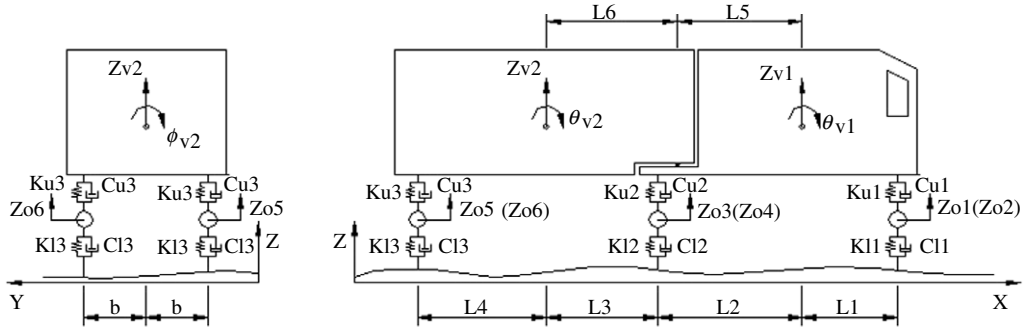 L6 L5
Zv2 Zv2 Zv1
ϕv2 θv2 θv1
Ku3 Cu3 Ku3 Cu3 Ku3 Cu3 Ku2 Cu2 Ku1 Cu1
Zo6 Zo5 Zo5 (Zo6) Zo3(Zo4) Zo1(Zo2)
Kl3 Cl3 Kl3 Cl3 Z Z Kl3 Cl3 Kl2 Cl2 Kl1 Cl1
Y b b L4 L3 L2 L1 X